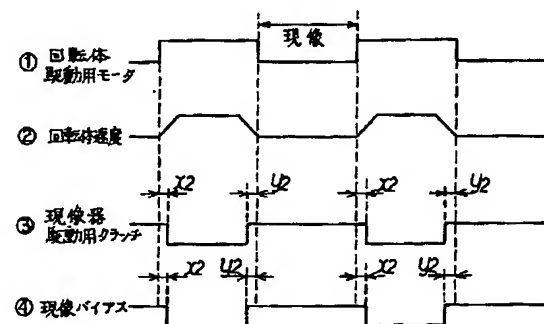 現像
① 回転体
駆動用モータ
② 回転体速度
x2 y2 x2 y2
③ 現像器
駆動用クラッチ
x2 y2 x2 y2
④ 現像バイアス